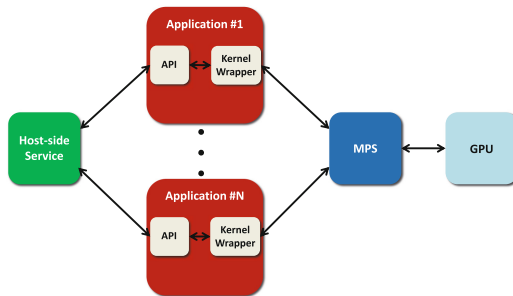 Application #1
API
Kernel
Wrapper
Host-side
Service
MPS
GPU
Application #N
API
Kernel
Wrapper